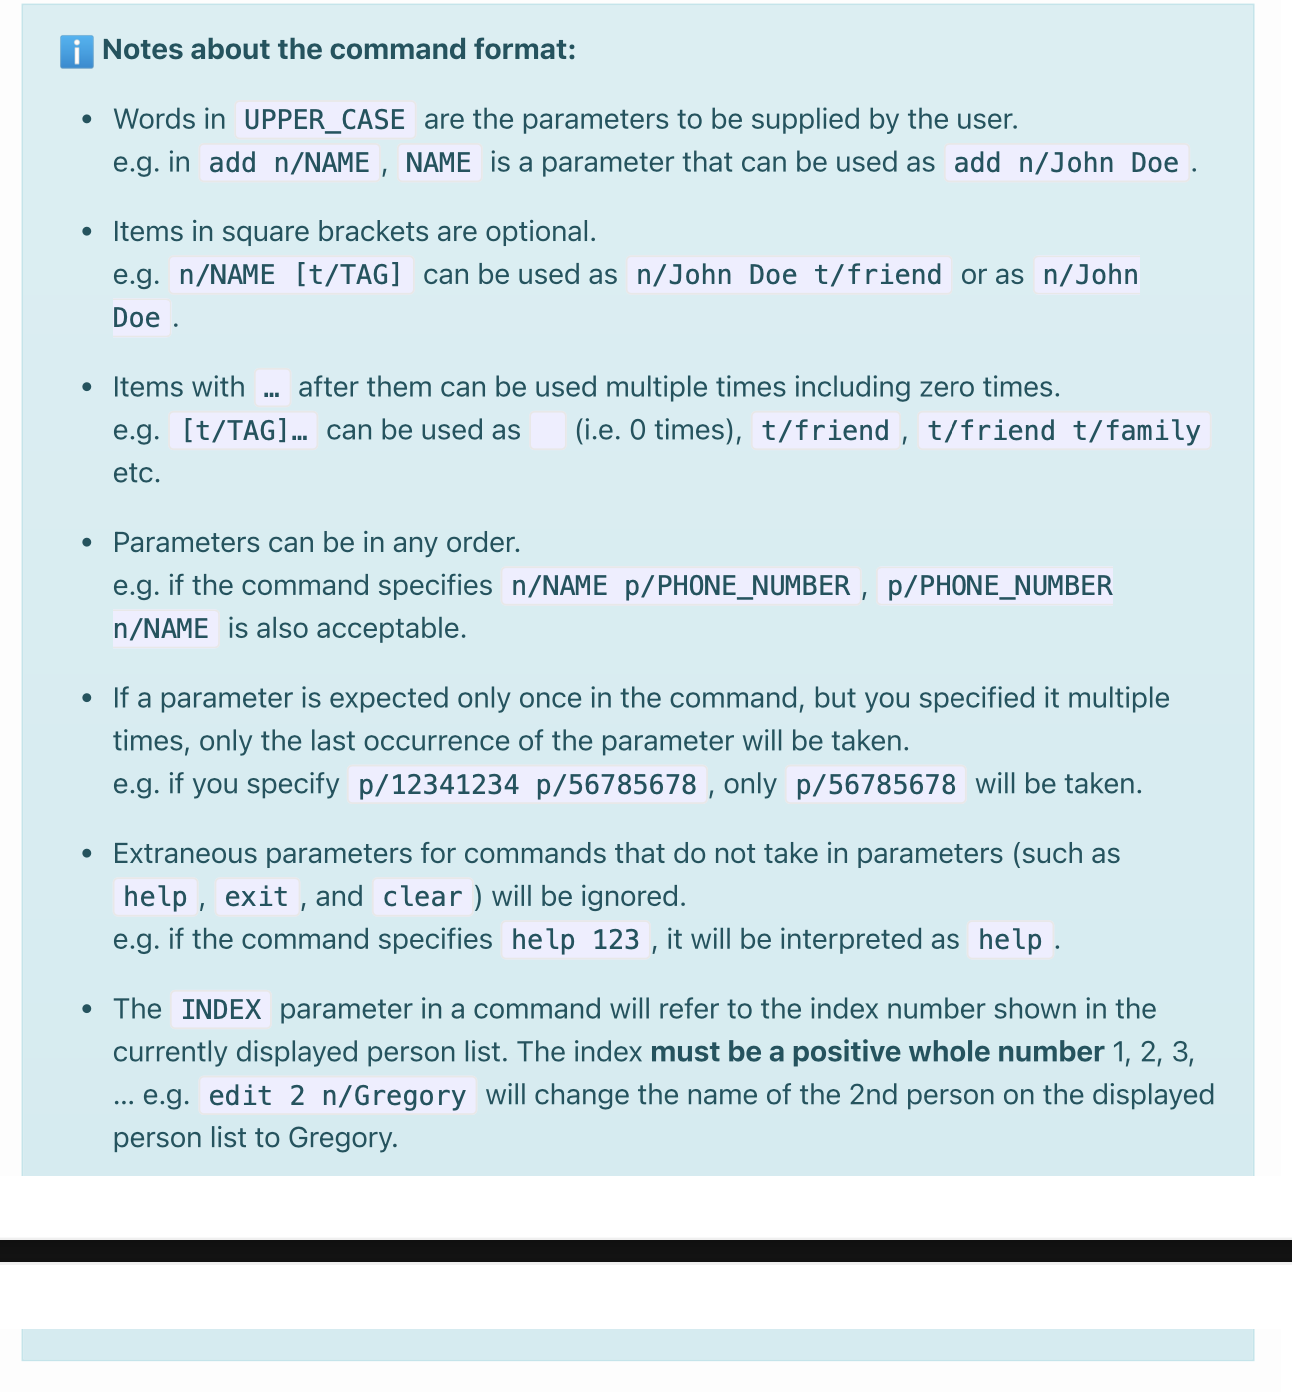 ℹ️ Notes about the command format:
• Words in UPPER_CASE are the parameters to be supplied by the user.
e.g. in add n/NAME, NAME is a parameter that can be used as add n/John Doe.
• Items in square brackets are optional.
e.g. n/NAME [t/TAG] can be used as n/John Doe t/friend or as n/John
Doe.
• Items with … after them can be used multiple times including zero times.
e.g. [t/TAG]… can be used as   (i.e. 0 times), t/friend, t/friend t/family
etc.
• Parameters can be in any order.
e.g. if the command specifies n/NAME p/PHONE_NUMBER, p/PHONE_NUMBER
n/NAME is also acceptable.
• If a parameter is expected only once in the command, but you specified it multiple
times, only the last occurrence of the parameter will be taken.
e.g. if you specify p/12341234 p/56785678, only p/56785678 will be taken.
• Extraneous parameters for commands that do not take in parameters (such as
help, exit, and clear) will be ignored.
e.g. if the command specifies help 123, it will be interpreted as help.
• The INDEX parameter in a command will refer to the index number shown in the
currently displayed person list. The index must be a positive whole number 1, 2, 3,
… e.g. edit 2 n/Gregory will change the name of the 2nd person on the displayed
person list to Gregory.